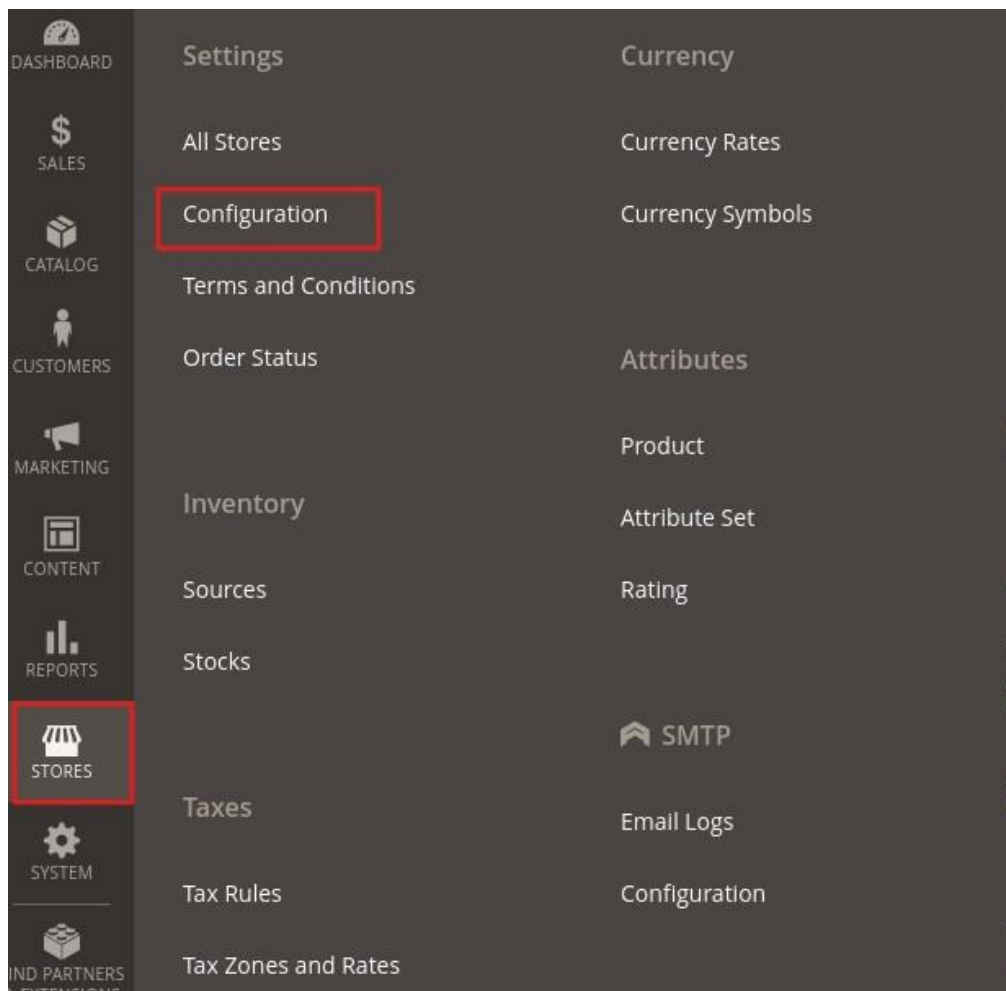 DASHBOARD
SALES
CATALOG
CUSTOMERS
MARKETING
CONTENT
REPORTS
STORES
SYSTEM
IND PARTNERS
EXTENSIONS
Settings
All Stores
Configuration
Terms and Conditions
Order Status
Inventory
Sources
Stocks
Taxes
Tax Rules
Tax Zones and Rates
Currency
Currency Rates
Currency Symbols
Attributes
Product
Attribute Set
Rating
SMTP
Email Logs
Configuration